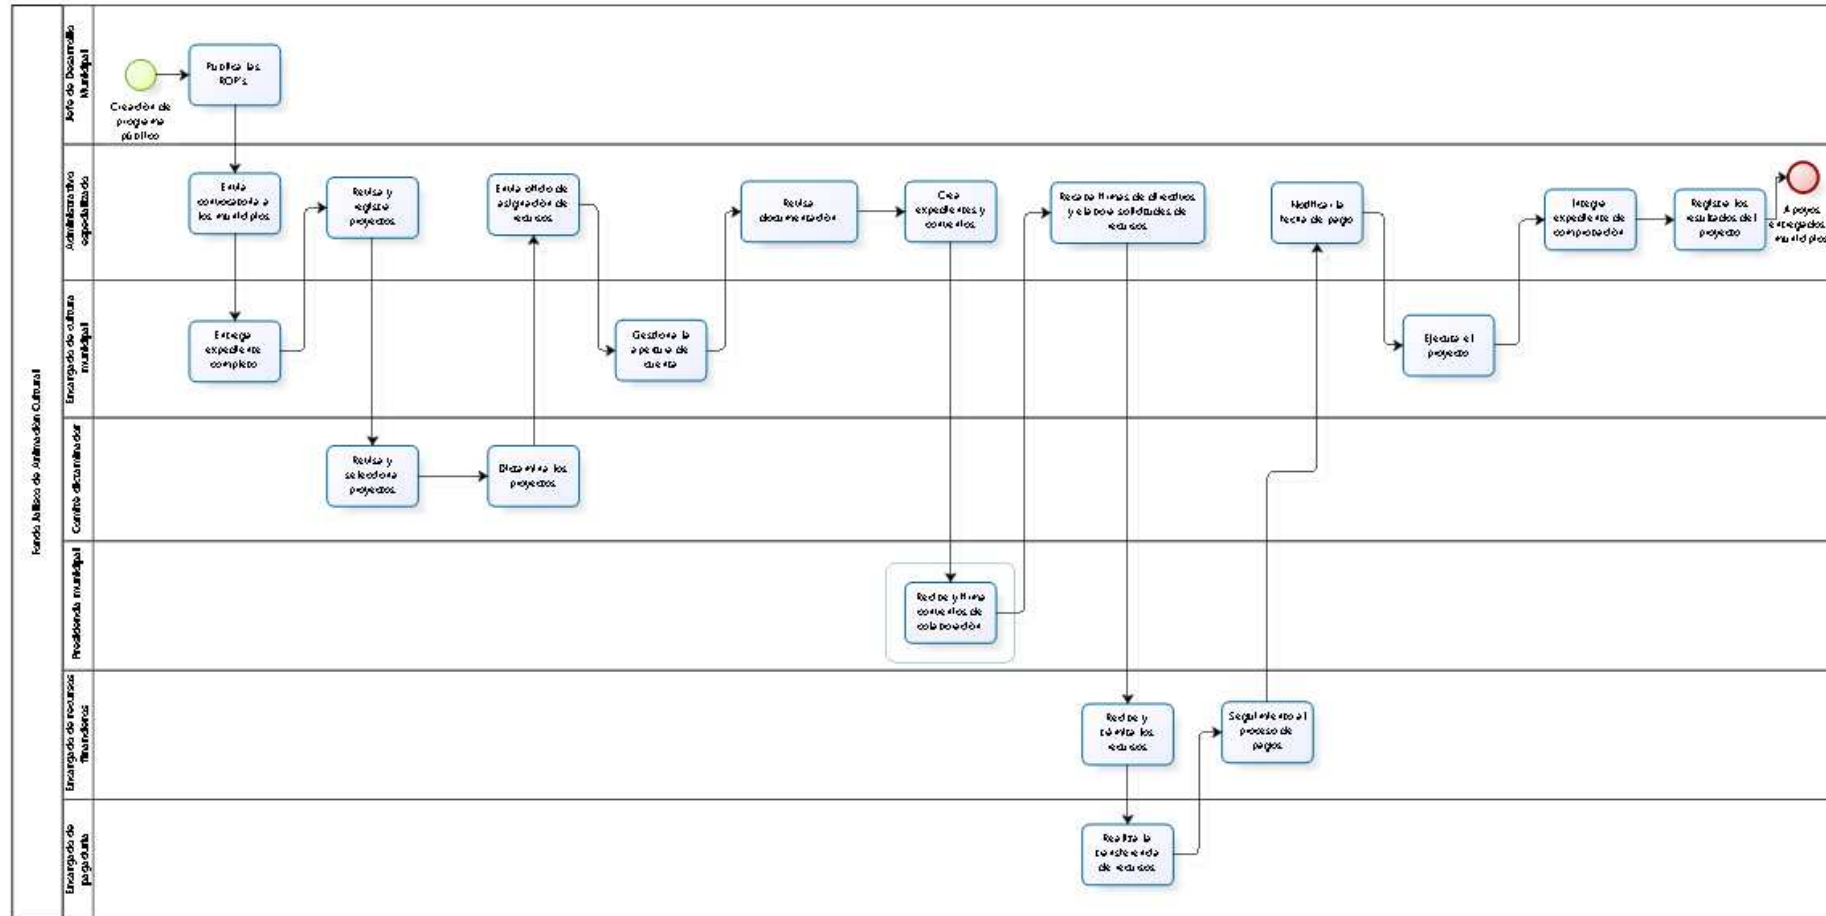 Fondo Jalisco de Animación Cultural
Jefe de Desarrollo
Municipal
Creación de
programa
público
Publica las
ROP's
Administrativo
especializado
Envía
convocatoria a
los municipios
Revisa y
registra
proyectos
Envía oficio de
asignación de
recursos
Revisa
documentación
Crea
expedientes y
convenios
Recaba firmas de directivos
y elabora solicitudes de
recursos
Notifica la
fecha de pago
Integra
expediente de
comprobación
Registra los
resultados del
proyecto
Apoyos
entregados
municipios
Encargado de cultura
municipal
Entrega
expediente
completo
Gestiona la
apertura de
cuenta
Ejecuta el
proyecto
Comité dictaminador
Revisa y
selecciona
proyectos
Dictamina los
proyectos
Presidencia municipal
Recibe y firma
convenios de
colaboración
Encargado de recursos
financieros
Recibe y
tramita los
recursos
Seguimiento al
proceso de
pagos
Encargado de
pagaduría
Realiza la
transferencia
de recursos